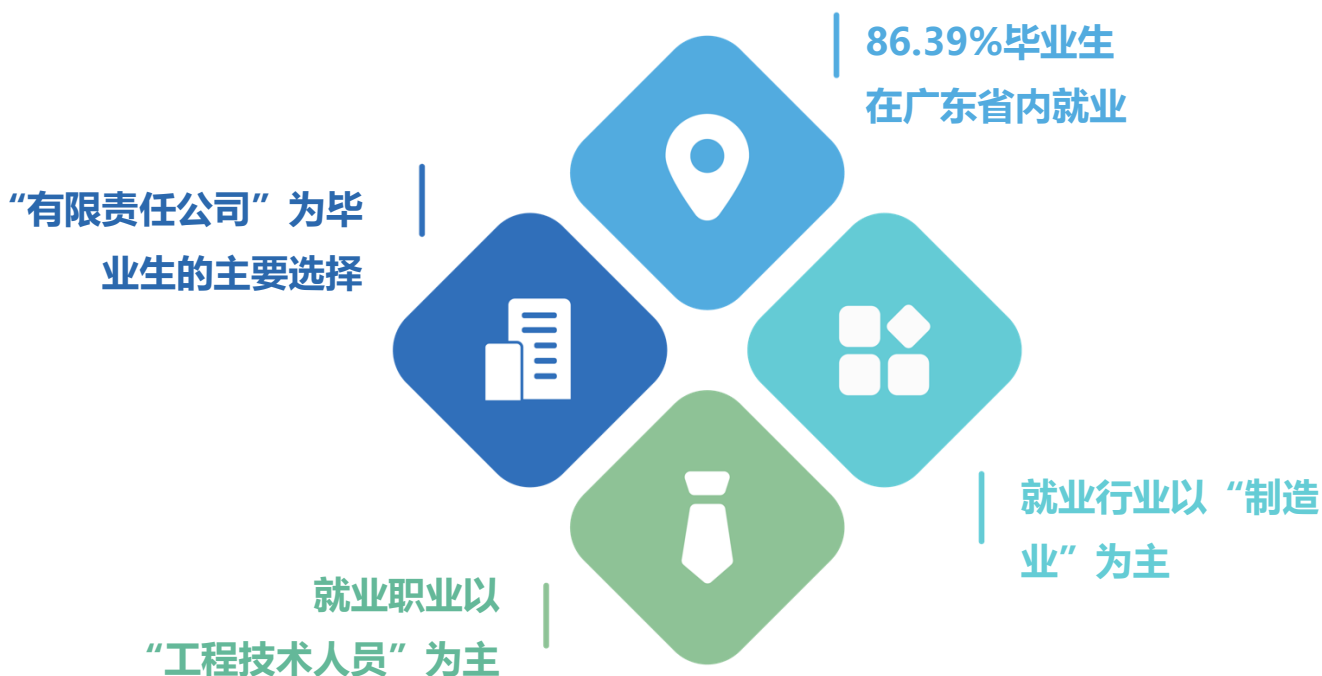 86.39%毕业生
在广东省内就业
“有限责任公司”为毕
业生的主要选择
就业行业以“制造
业”为主
就业职业以
“工程技术人员”为主